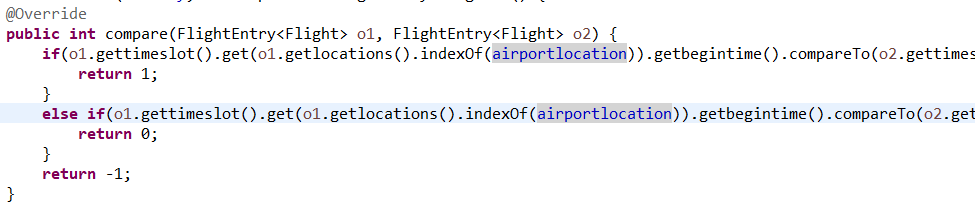 @Override
public int compare(FlightEntry<Flight> o1, FlightEntry<Flight> o2) {
if(o1.gettimeslot().get(o1.getlocations().indexOf(airportlocation)).getbegintime().compareTo(o2.gettimes
return 1;
}
else if(o1.gettimeslot().get(o1.getlocations().indexOf(airportlocation)).getbegintime().compareTo(o2.get
return 0;
}
return -1;
}